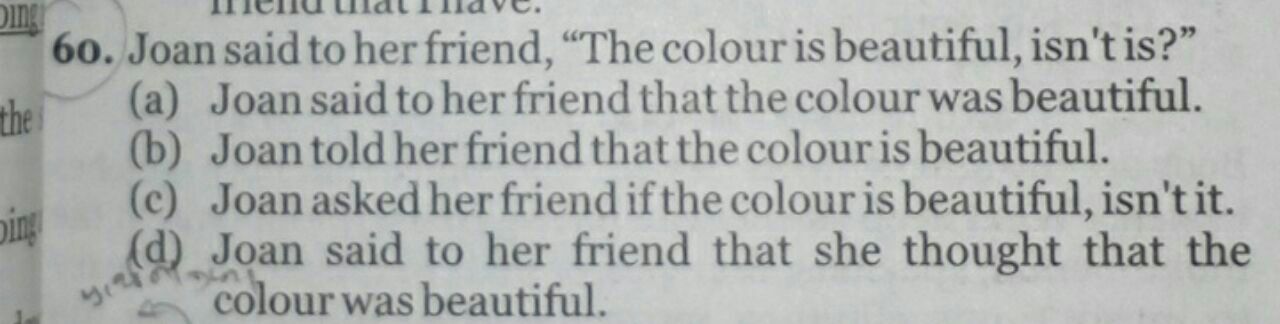 friend that I have.
60. Joan said to her friend, “The colour is beautiful, isn't is?”
(a) Joan said to her friend that the colour was beautiful.
the
(b) Joan told her friend that the colour is beautiful.
(c) Joan asked her friend if the colour is beautiful, isn't it.
(d) Joan said to her friend that she thought that the
colour was beautiful.